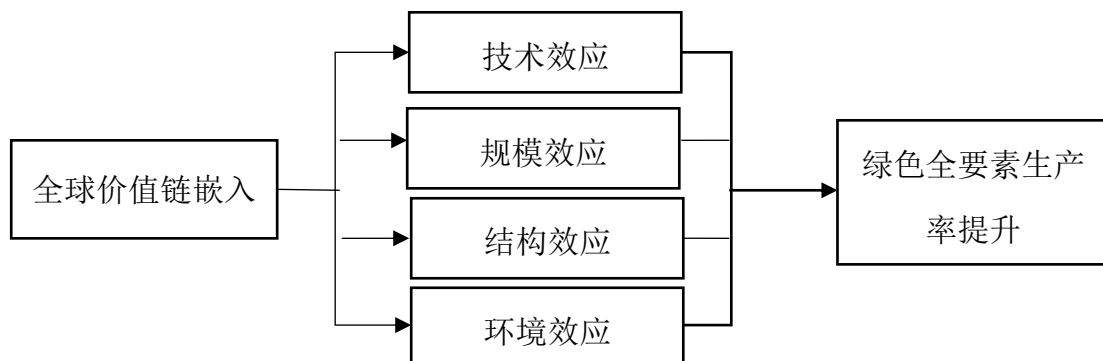 全球价值链嵌入
技术效应
规模效应
结构效应
环境效应
绿色全要素生产
率提升